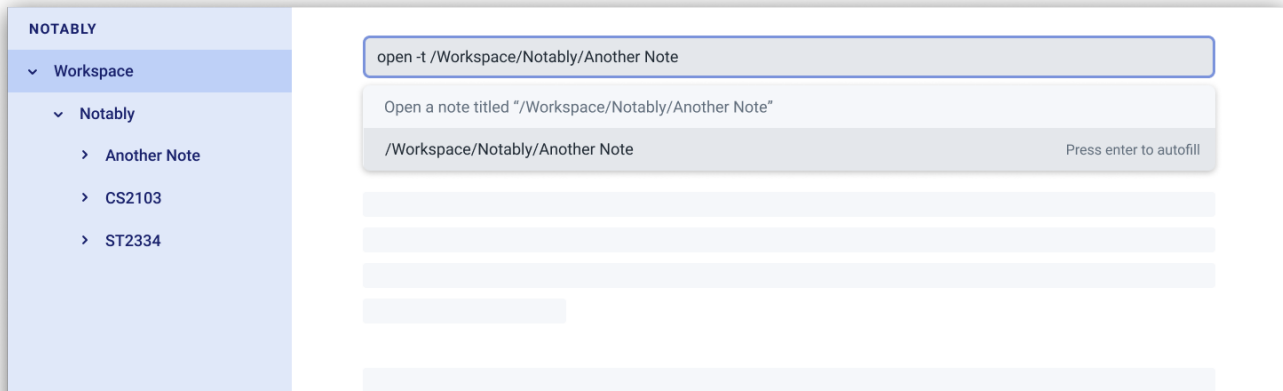 NOTABLY
Workspace
Notably
Another Note
CS2103
ST2334
open -t /Workspace/Notably/Another Note
Open a note titled “/Workspace/Notably/Another Note”
/Workspace/Notably/Another Note Press enter to autofill